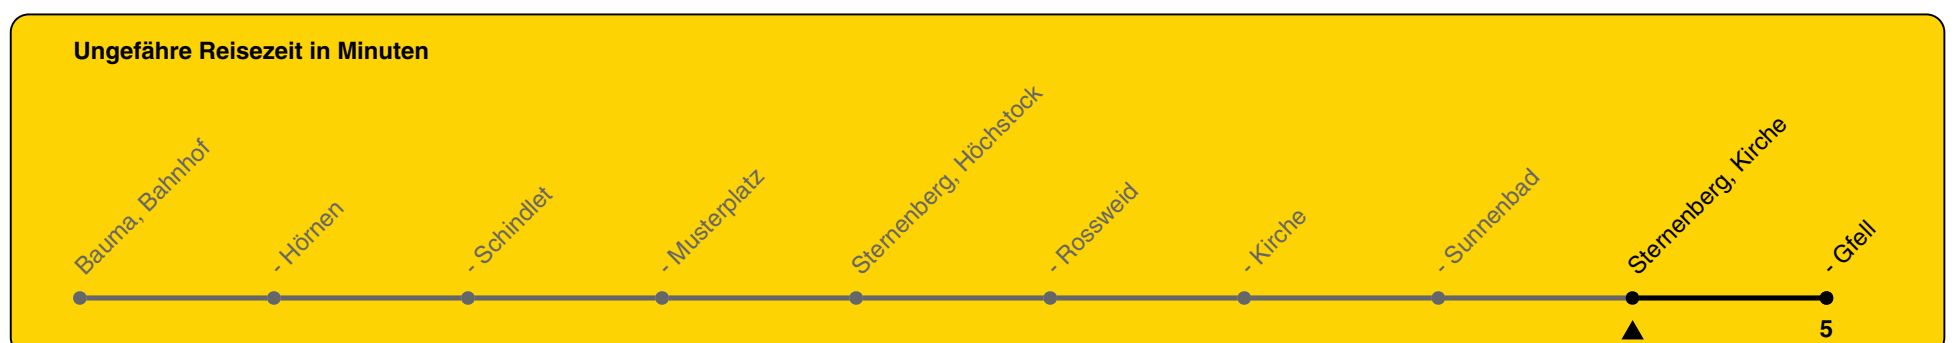 Ungefähre Reisezeit in Minuten
Bauma, Bahnhof
- Hörnen
- Schindlet
- Musterplatz
Sternenberg, Höchstock
- Rossweid
- Kirche
- Sunnenbad
Sternenberg, Kirche
- Gfell
5